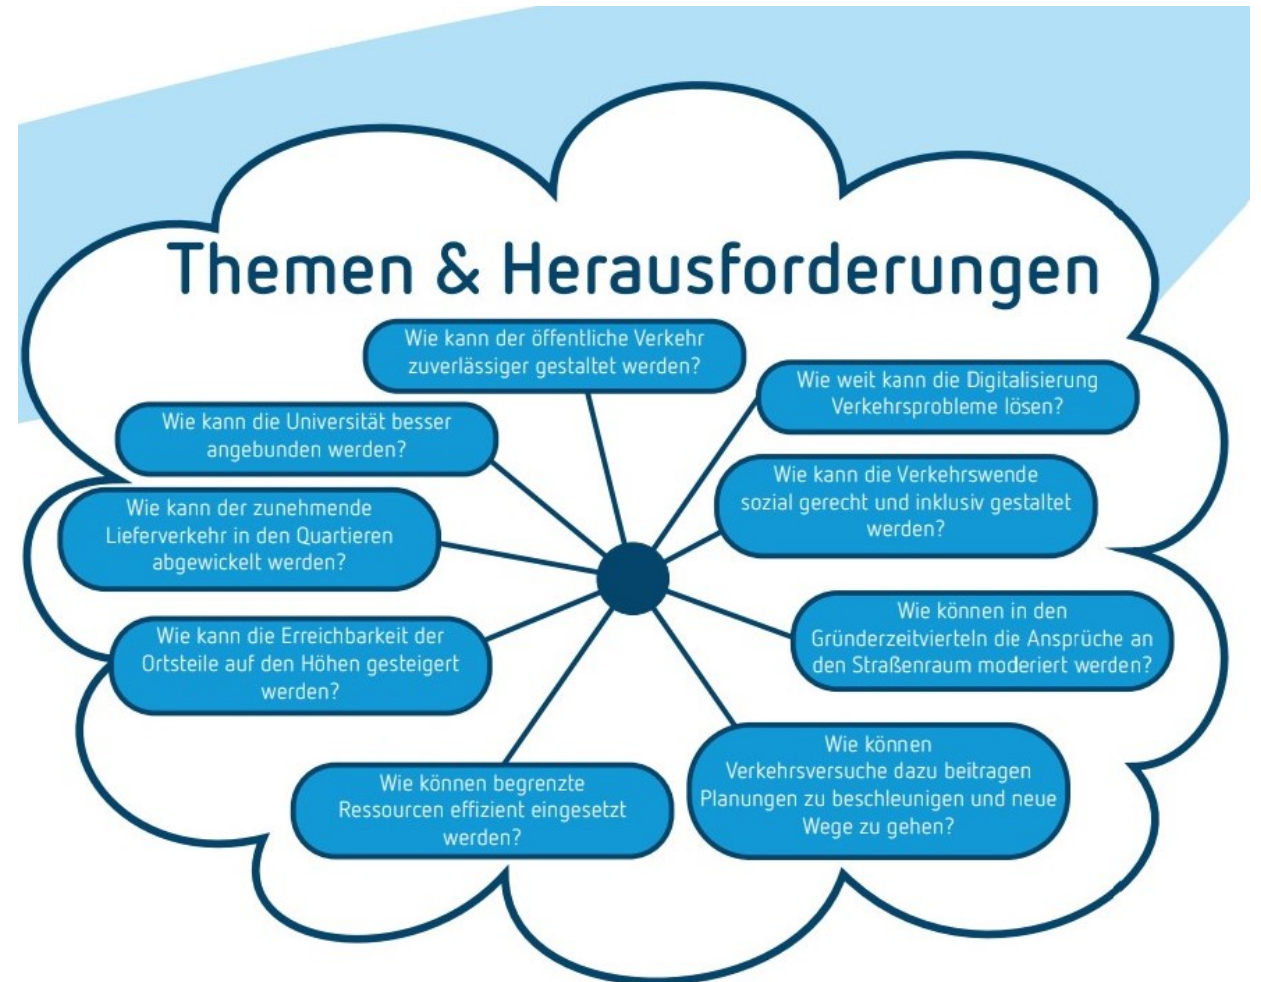 Themen & Herausforderungen
Wie kann der öffentliche Verkehr
zuverlässiger gestaltet werden?
Wie weit kann die Digitalisierung
Verkehrsprobleme lösen?
Wie kann die Universität besser
angebunden werden?
Wie kann die Verkehrswende
sozial gerecht und inklusiv gestaltet
werden?
Wie kann der zunehmende
Lieferverkehr in den Quartieren
abgewickelt werden?
Wie können in den
Gründerzeitvierteln die Ansprüche an
den Straßenraum moderiert werden?
Wie kann die Erreichbarkeit der
Ortsteile auf den Höhen gesteigert
werden?
Wie können
Verkehrsversuche dazu beitragen
Planungen zu beschleunigen und neue
Wege zu gehen?
Wie können begrenzte
Ressourcen effizient eingesetzt
werden?